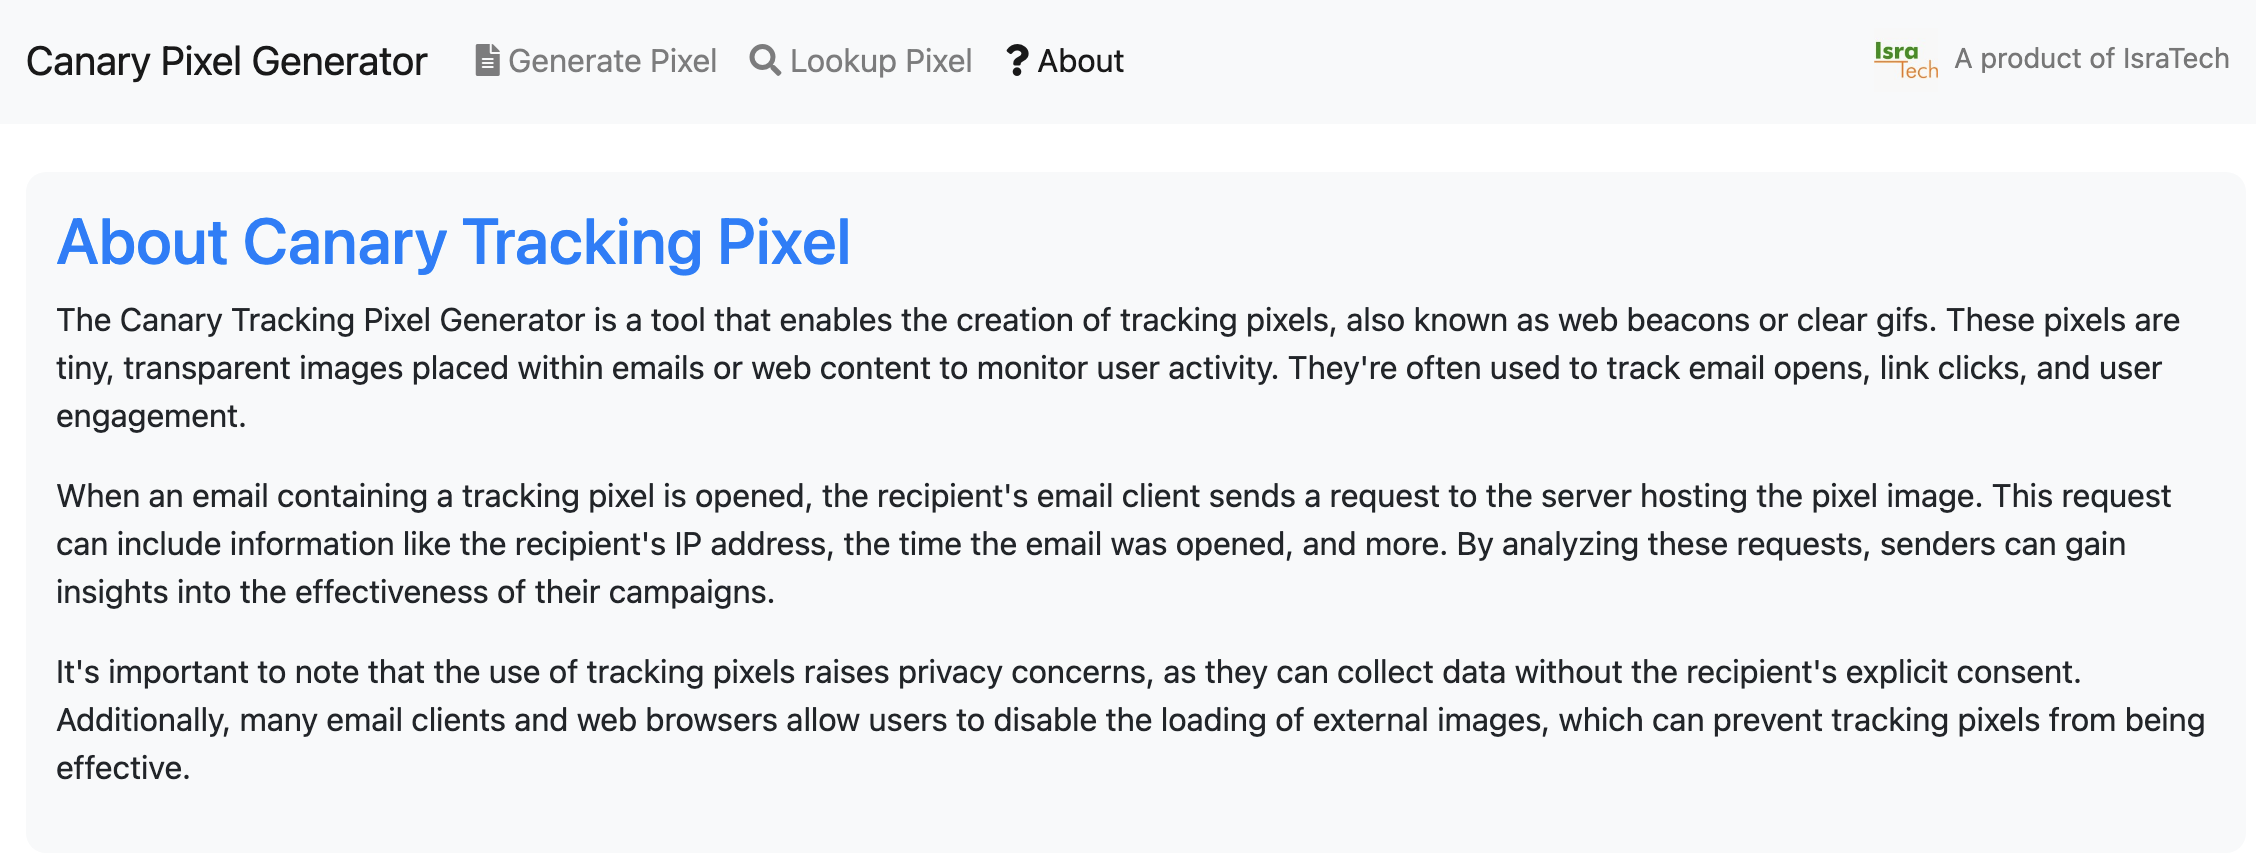 Canary Pixel Generator Generate Pixel Lookup Pixel ? About Isra Tech A product of IsraTech
About Canary Tracking Pixel
The Canary Tracking Pixel Generator is a tool that enables the creation of tracking pixels, also known as web beacons or clear gifs. These pixels are
tiny, transparent images placed within emails or web content to monitor user activity. They're often used to track email opens, link clicks, and user
engagement.
When an email containing a tracking pixel is opened, the recipient's email client sends a request to the server hosting the pixel image. This request
can include information like the recipient's IP address, the time the email was opened, and more. By analyzing these requests, senders can gain
insights into the effectiveness of their campaigns.
It's important to note that the use of tracking pixels raises privacy concerns, as they can collect data without the recipient's explicit consent.
Additionally, many email clients and web browsers allow users to disable the loading of external images, which can prevent tracking pixels from being
effective.